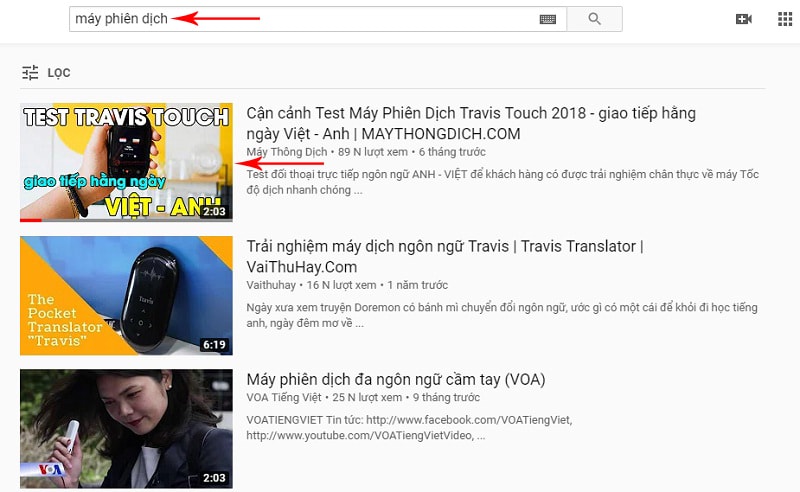 máy phiên dịch
LỌC
TEST TRAVIS TOUCH
giao tiếp hằng ngày
VIỆT - ANH
2:03
Cận cảnh Test Máy Phiên Dịch Travis Touch 2018 - giao tiếp hằng
ngày Việt - Anh | MAYTHONGDICH.COM
Máy Thông Dịch • 89 N lượt xem • 6 tháng trước
Test đối thoại trực tiếp ngôn ngữ ANH - VIỆT để khách hàng có được trải nghiệm chân thực về máy Tốc
độ dịch nhanh chóng ...
The
Pocket
Translator
"Travis"
Travis
6:19
Trải nghiệm máy dịch ngôn ngữ Travis | Travis Translator |
VaiThuHay.Com
Vaithuhay • 16 N lượt xem • 1 năm trước
Ngày xưa xem truyện Doremon có bánh mì chuyển đổi ngôn ngữ, ước gì có một cái để khỏi đi học tiếng
anh, ngày đêm mơ về ...
VOA
2:03
Máy phiên dịch đa ngôn ngữ cầm tay (VOA)
VOA Tiếng Việt • 25 N lượt xem • 9 tháng trước
VOATIENGVIET Tin tức: http://www.facebook.com/VOATiengViet,
http://www.youtube.com/VOATiengVietVideo, ...